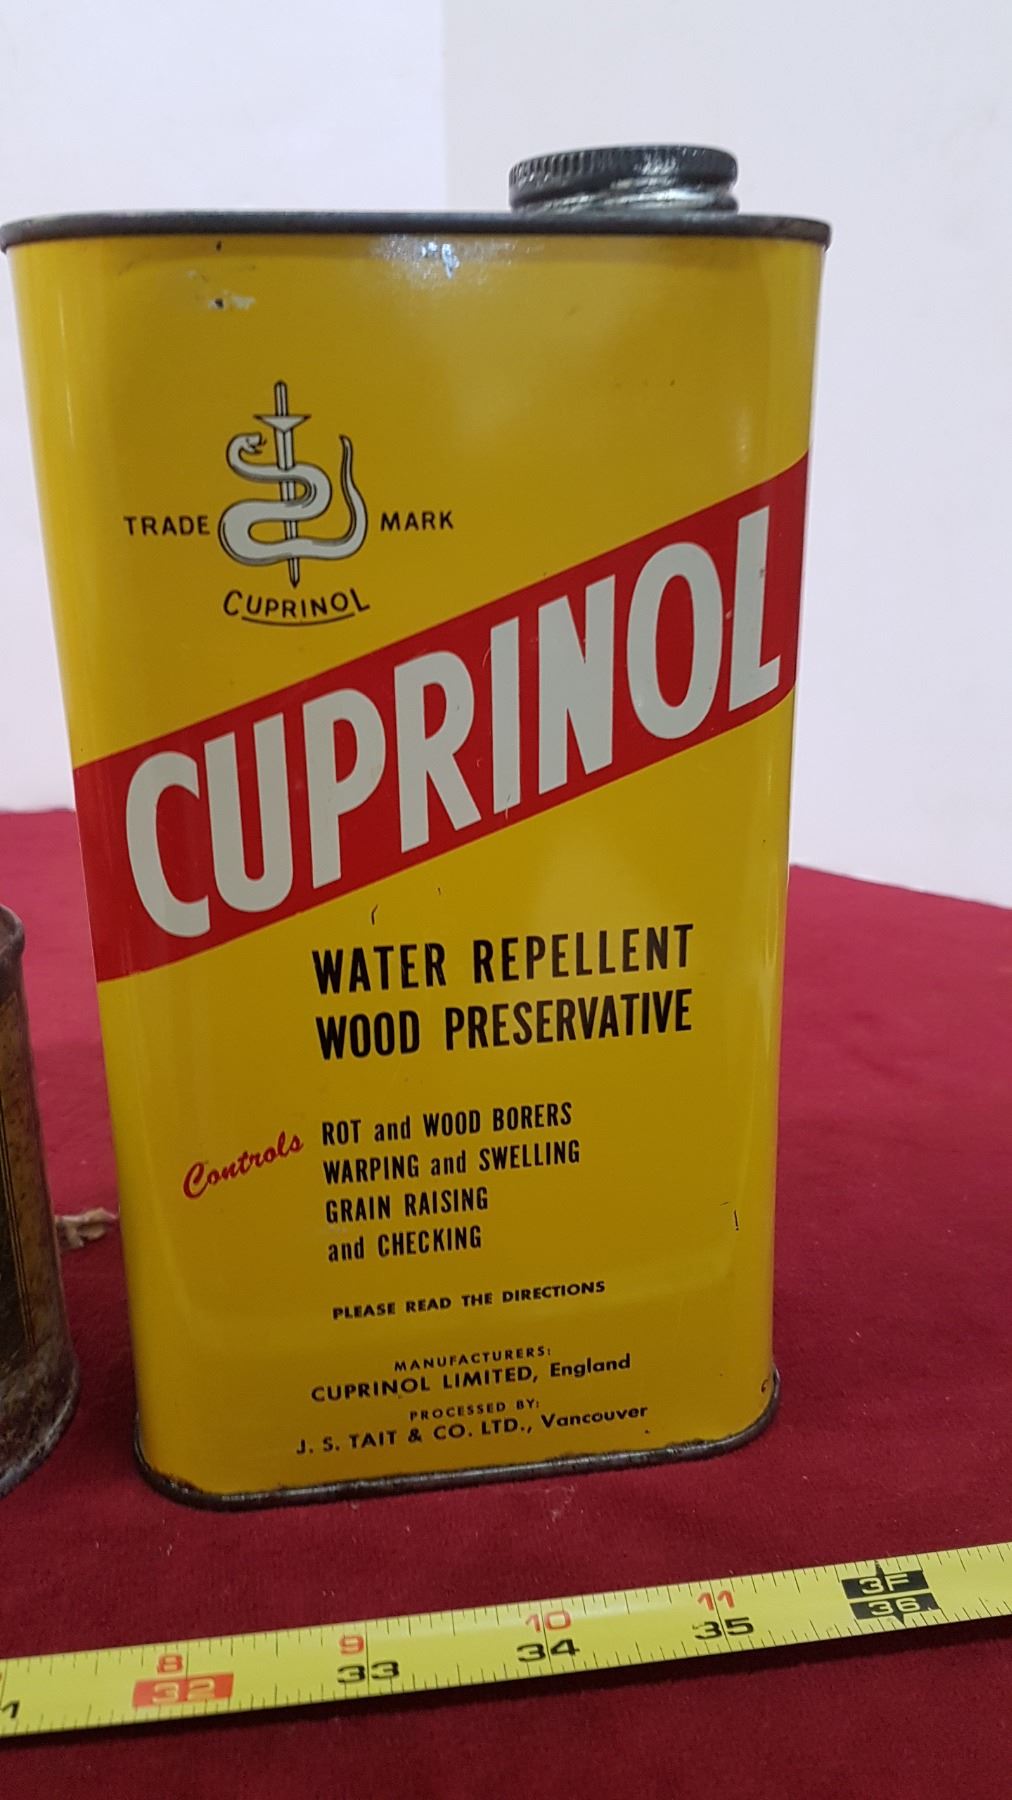 TRADE MARK
CUPRINOL
CUPRINOL
WATER REPELLENT
WOOD PRESERVATIVE
Controls ROT and WOOD BORERS
WARPING and SWELLING
GRAIN RAISING
and CHECKING
PLEASE READ THE DIRECTIONS
MANUFACTURERS:
CUPRINOL LIMITED, England
PROCESSED BY:
J. S. TAIT & CO. LTD., Vancouver
8 9 10 11 3F
1 32 33 34 35 36